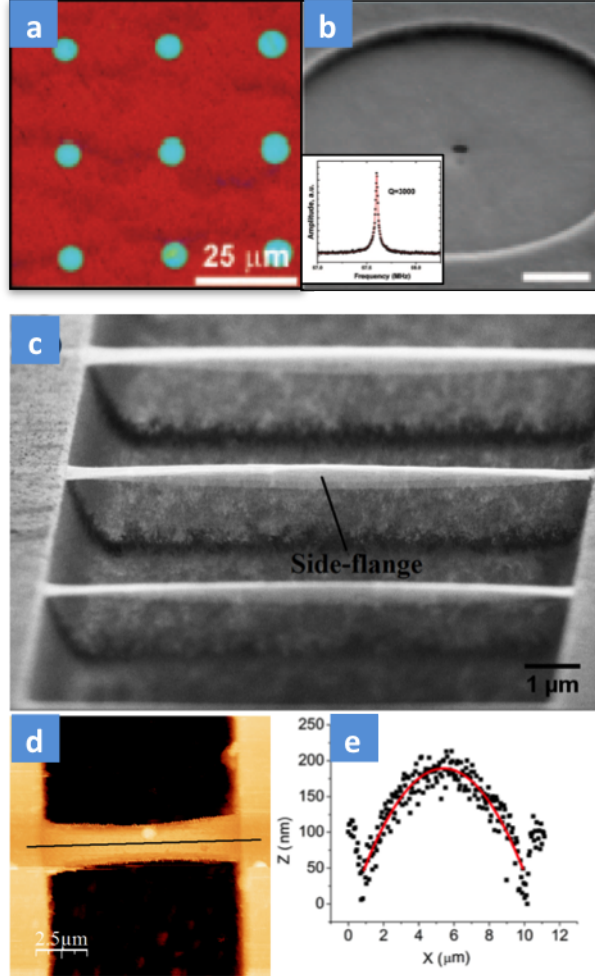 a
b
25 μm
Amplitude, a.u.
Q=3000
Frequency (MHz)
c
Side-flange
1 μm
d
2.5μm
e
Z (nm)
250
200
150
100
50
0
0 2 4 6 8 10 12
X (μm)